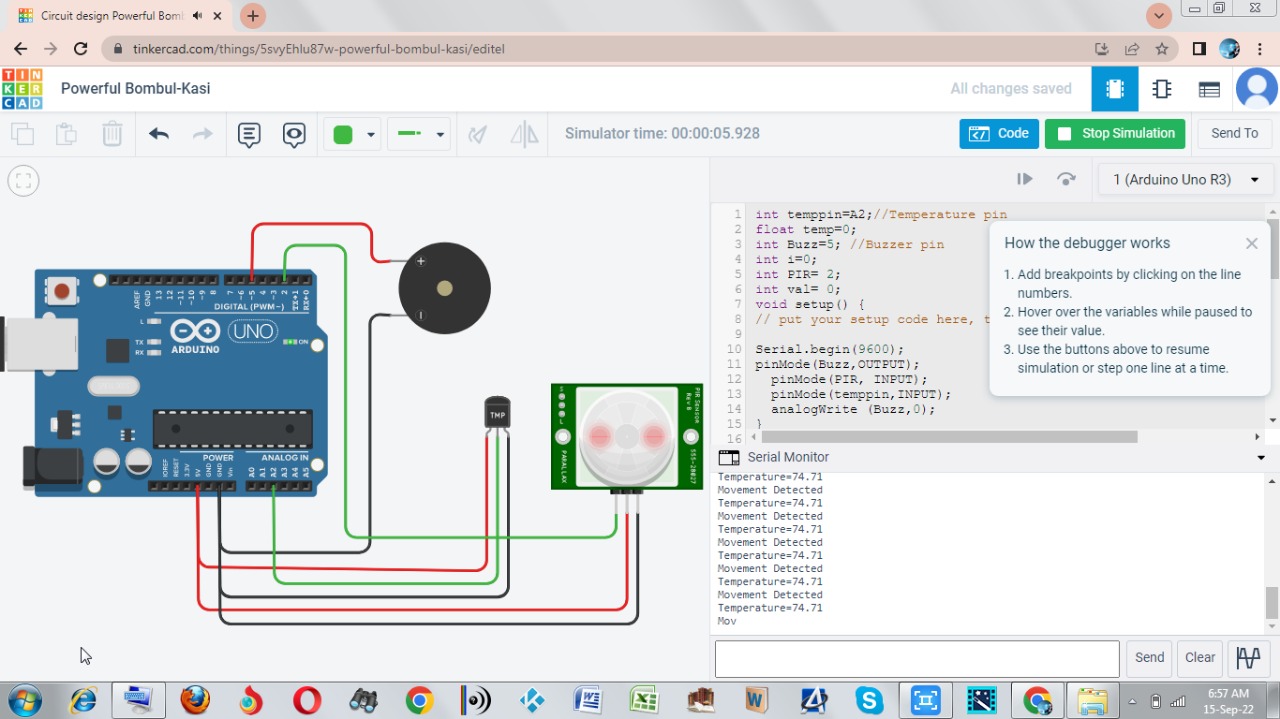 Circuit design Powerful Bom
tinkercad.com/things/5svyEhlu87w-powerful-bombul-kasi/editel
TIN
KER
CAD
Powerful Bombul-Kasi
All changes saved
Simulator time: 00:00:05.928
Code
Stop Simulation
Send To
1 (Arduino Uno R3)
1 int temppin=A2;//Temperature pin
2 float temp=0;
3 int Buzz=5; //Buzzer pin
4 int i=0;
5 int PIR= 2;
6 int val= 0;
7 void setup() {
8 // put your setup code here, t
9
10 Serial.begin(9600);
11 pinMode(Buzz,OUTPUT);
12 pinMode(PIR, INPUT);
13 pinMode(temppin,INPUT);
14 analogWrite (Buzz,0);
15 }
16
How the debugger works
1. Add breakpoints by clicking on the line
numbers.
2. Hover over the variables while paused to
see their value.
3. Use the buttons above to resume
simulation or step one line at a time.
AREF
GND
13
12
~11
~10
~9
8
7
~6
~5
4
~3
2
TX→1
RX←0
DIGITAL (PWM~)
L
TX
RX
UNO
ARDUINO
ON
POWER
ANALOG IN
IOREF
RESET
3.3V
5V
GND
GND
Vin
A0
A1
A2
A3
A4
A5
+
TMP
PIR Sensor
Rev B
PARALLAX
555-28027
Serial Monitor
Temperature=74.71
Movement Detected
Temperature=74.71
Movement Detected
Temperature=74.71
Movement Detected
Temperature=74.71
Movement Detected
Temperature=74.71
Movement Detected
Temperature=74.71
Mov
Send
Clear
6:57 AM
15-Sep-22